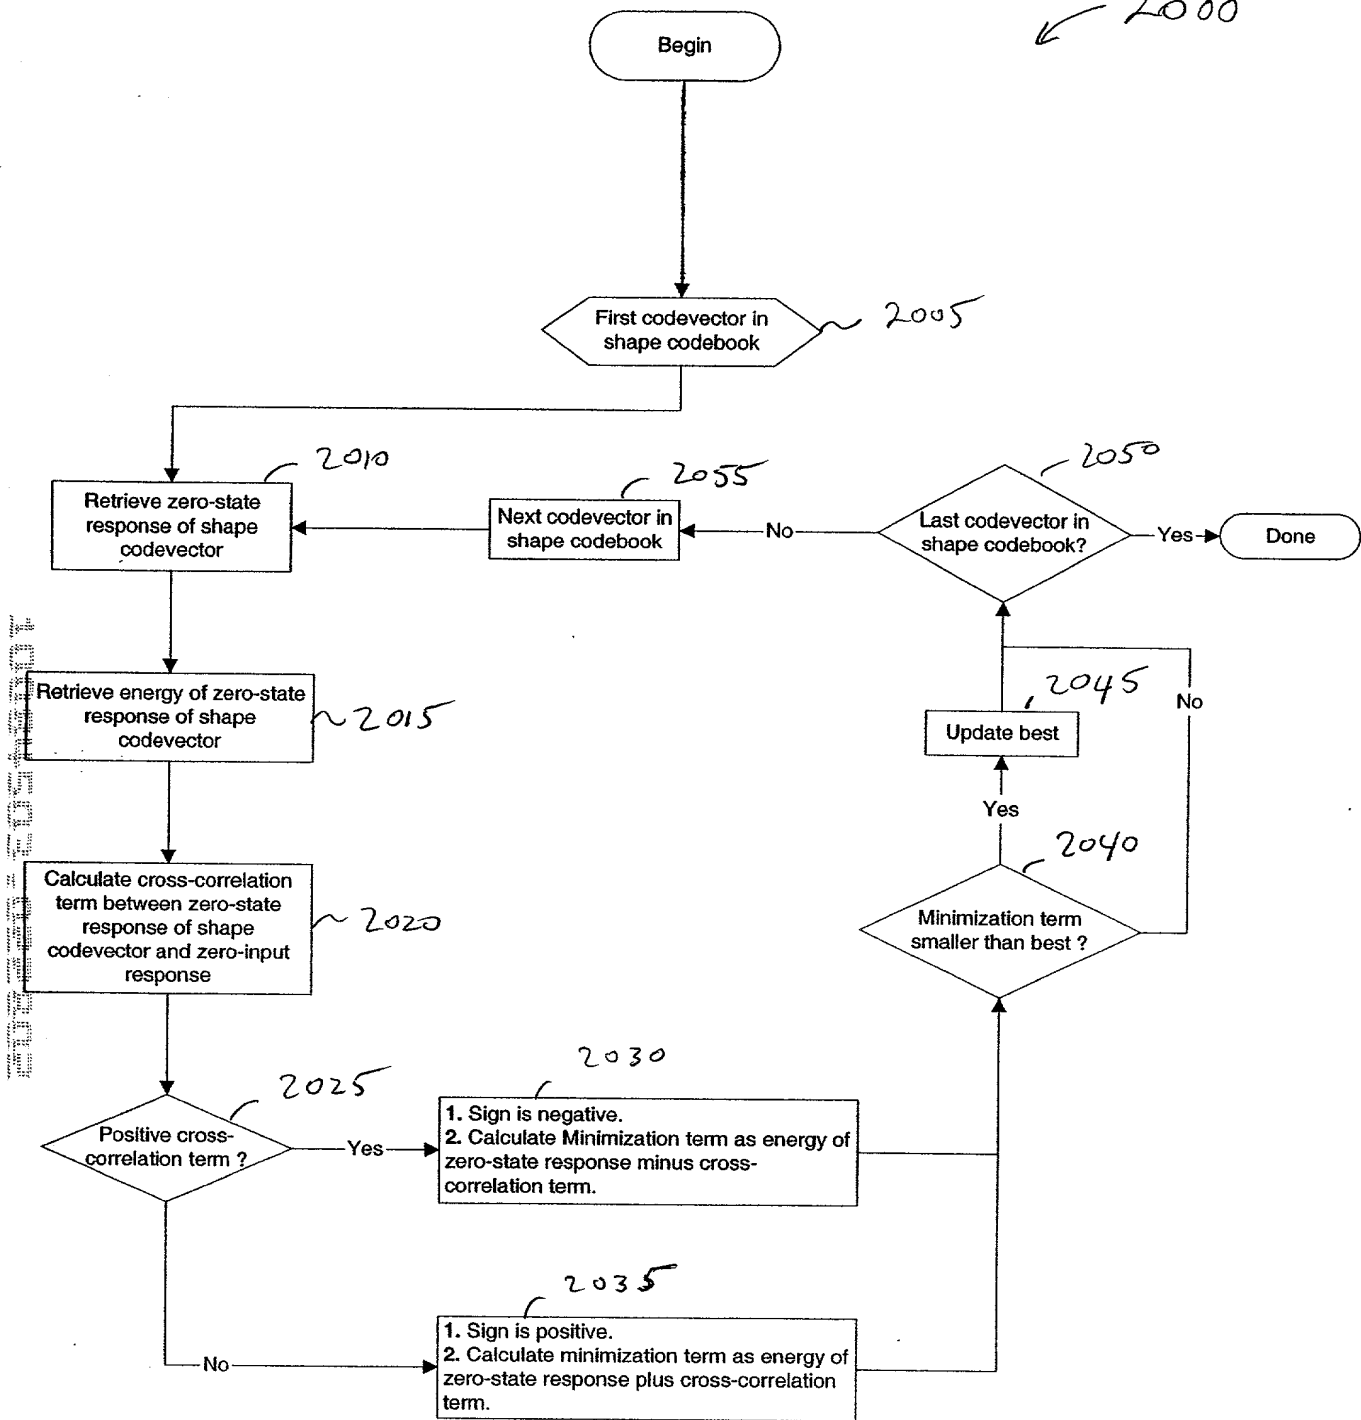 2000
Begin
First codevector in
shape codebook
2005
2010
Retrieve zero-state
response of shape
codevector
2055
Next codevector in
shape codebook
No
2050
Last codevector in
shape codebook?
Yes
Done
Retrieve energy of zero-state
response of shape
codevector
2015
2045
Update best
No
Yes
Calculate cross-correlation
term between zero-state
response of shape
codevector and zero-input
response
2020
2040
Minimization term
smaller than best ?
2025
Positive cross-
correlation term ?
Yes
2030
1. Sign is negative.
2. Calculate Minimization term as energy of
zero-state response minus cross-
correlation term.
No
2035
1. Sign is positive.
2. Calculate minimization term as energy of
zero-state response plus cross-correlation
term.